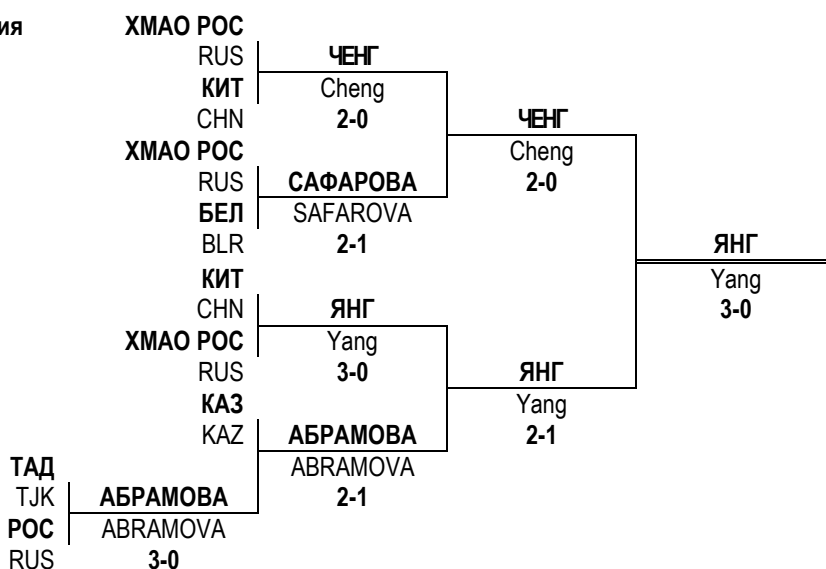 ия ХМАО РОС
RUS ЧЕНГ
КИТ Cheng
CHN 2-0 ЧЕНГ
ХМАО РОС Cheng
RUS САФАРОВА 2-0
БЕЛ SAFAROVA
BLR 2-1 ЯНГ
КИТ Yang
CHN ЯНГ 3-0
ХМАО РОС Yang
RUS 3-0 ЯНГ
КАЗ Yang
KAZ АБРАМОВА 2-1
ТАД ABRAMOVA
TJK АБРАМОВА 2-1
РОС ABRAMOVA
RUS 3-0